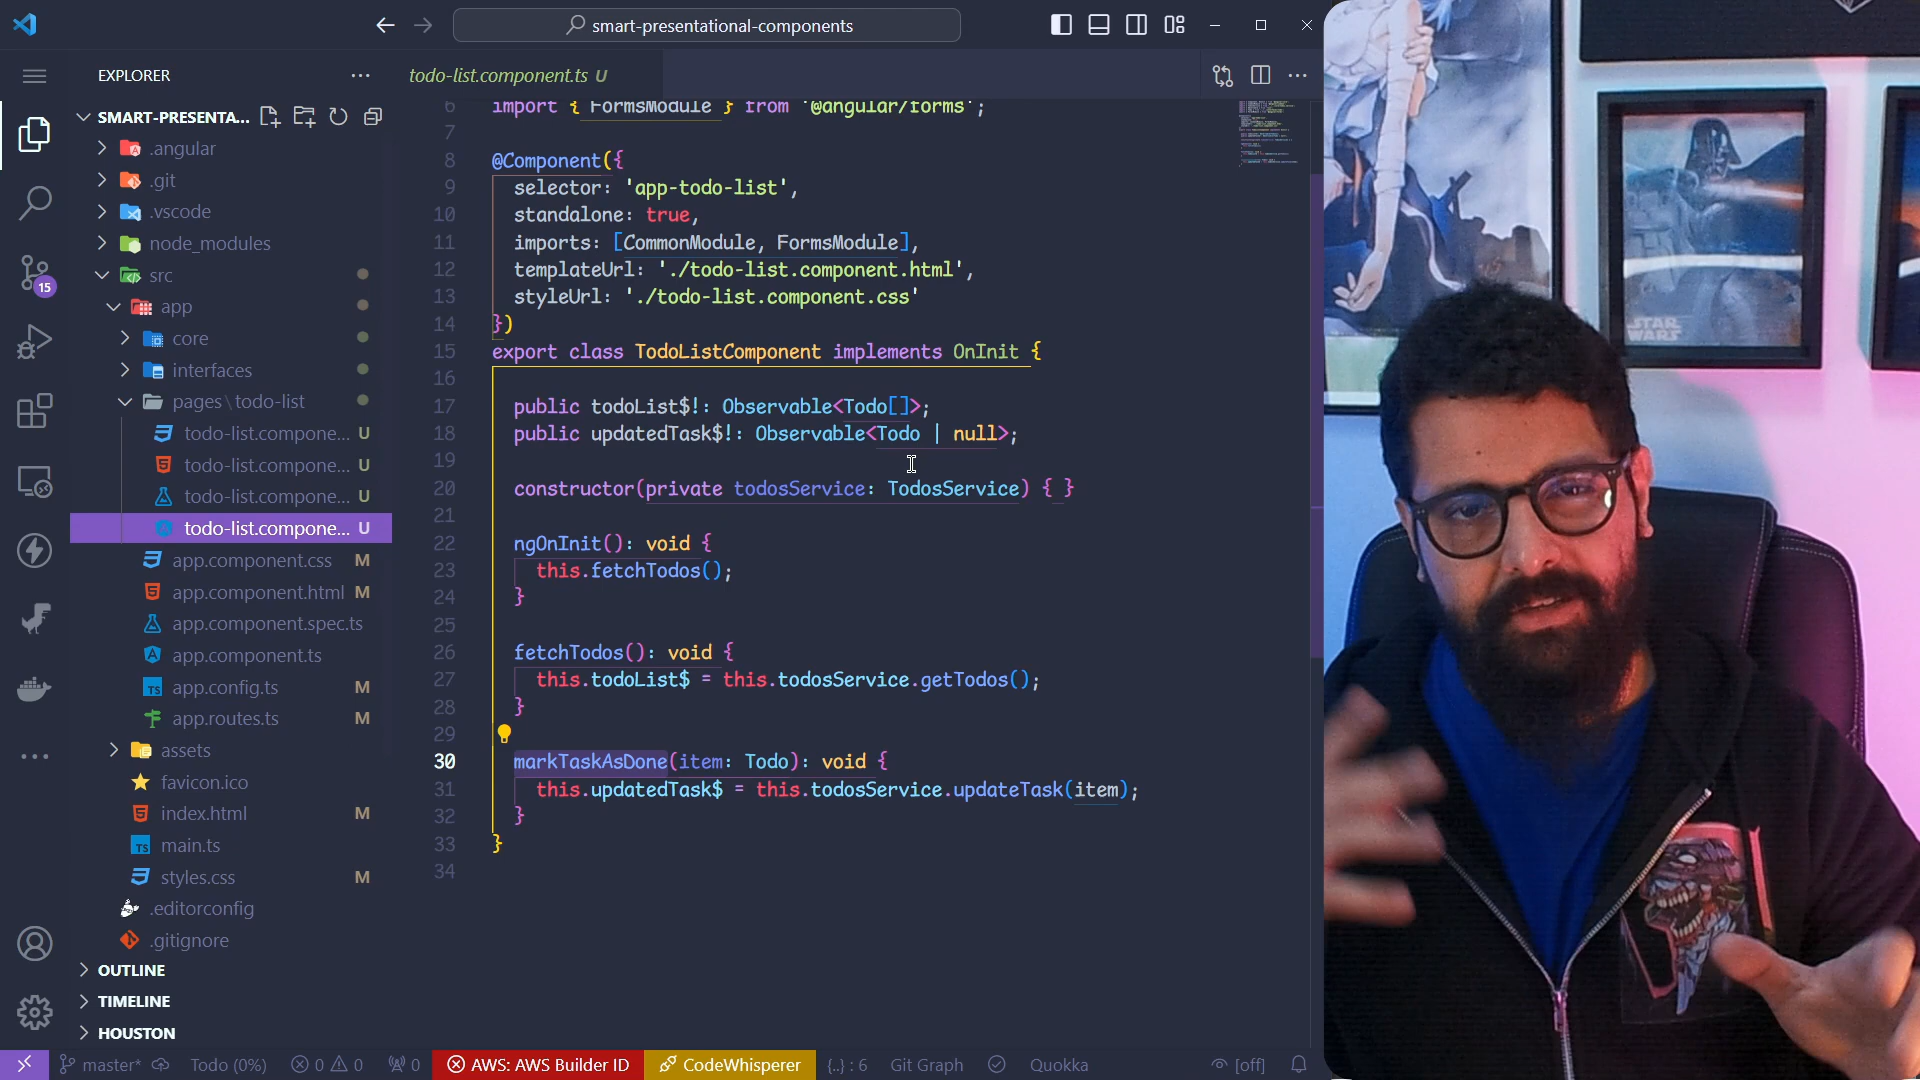 smart-presentational-components
EXPLORER
SMART-PRESENTA...
.angular
.git
.vscode
node_modules
src
app
core
interfaces
pages\todo-list
todo-list.compone... U
todo-list.compone... U
todo-list.compone... U
todo-list.compone... U
app.component.css M
app.component.html M
app.component.spec.ts
app.component.ts
app.config.ts M
app.routes.ts M
assets
favicon.ico
index.html M
main.ts
styles.css M
.editorconfig
.gitignore
OUTLINE
TIMELINE
HOUSTON
15
TS
TS
todo-list.component.ts U
6 import { FormsModule } from '@angular/forms';
7
8 @Component({
9 selector: 'app-todo-list',
10 standalone: true,
11 imports: [CommonModule, FormsModule],
12 templateUrl: './todo-list.component.html',
13 styleUrl: './todo-list.component.css'
14 })
15 export class TodoListComponent implements OnInit {
16
17 public todoList$!: Observable<Todo[]>;
18 public updatedTask$!: Observable<Todo | null>;
19
20 constructor(private todosService: TodosService) { }
21
22 ngOnInit(): void {
23 this.fetchTodos();
24 }
25
26 fetchTodos(): void {
27 this.todoList$ = this.todosService.getTodos();
28 }
29
30 markTaskAsDone(item: Todo): void {
31 this.updatedTask$ = this.todosService.updateTask(item);
32 }
33 }
34
master* Todo (0%) 0 0 0 AWS: AWS Builder ID CodeWhisperer {..} : 6 Git Graph Quokka [off]
STAR WARS